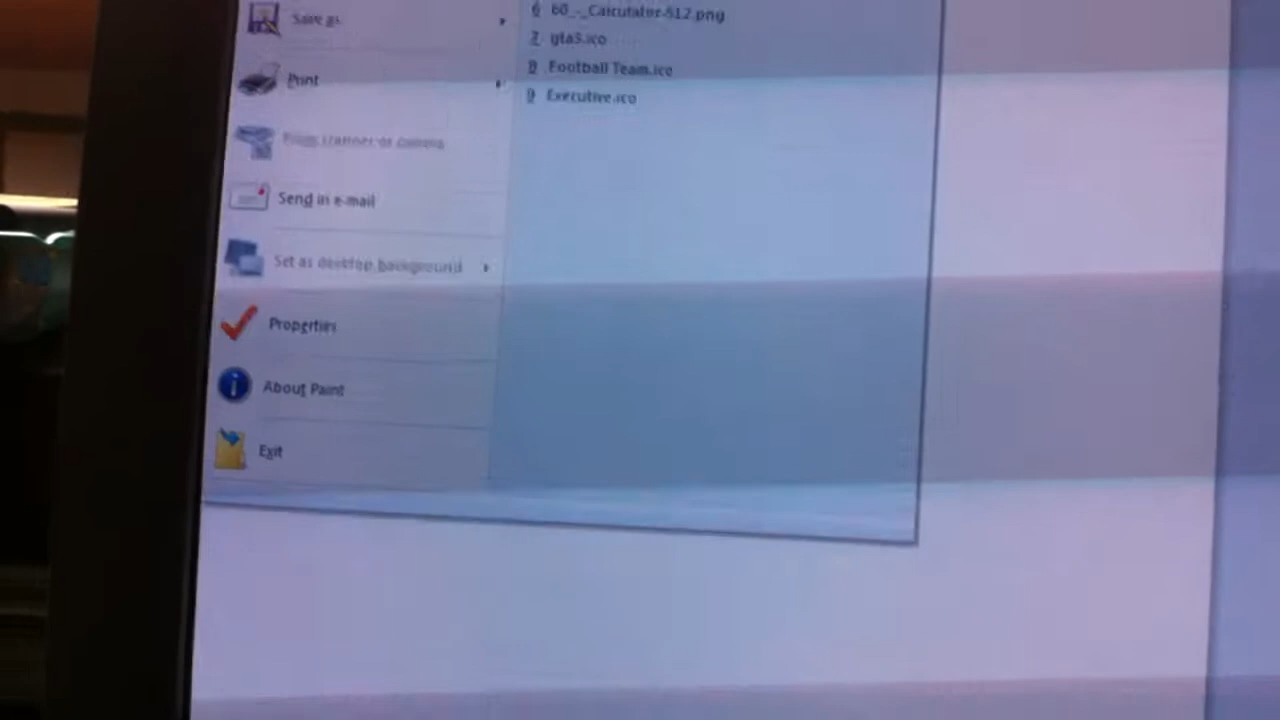 Save as
Print
From scanner or camera
Send in e-mail
Set as desktop background
Properties
About Paint
Exit
6 60_-_Calculator-512.png
7 gta3.ico
8 Football Team.ico
9 Executive.ico